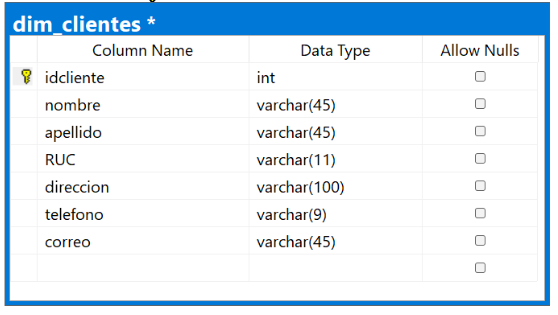 dim_clientes *
Column Name Data Type Allow Nulls
idcliente int
nombre varchar(45)
apellido varchar(45)
RUC varchar(11)
direccion varchar(100)
telefono varchar(9)
correo varchar(45)